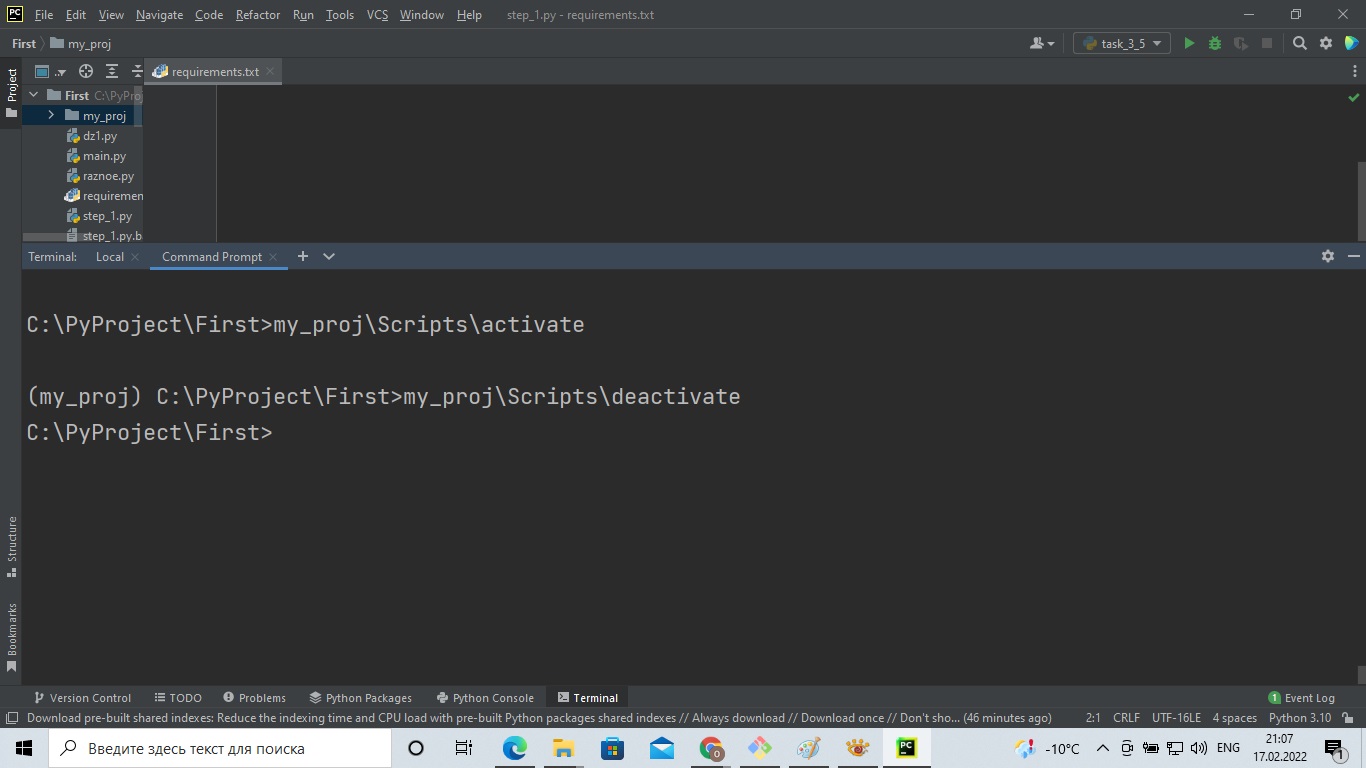 PC File Edit View Navigate Code Refactor Run Tools VCS Window Help step_1.py - requirements.txt
First my_proj task_3_5
.. requirements.txt
Project
First C:\PyProj
my_proj
dz1.py
main.py
raznoe.py
requiremen
step_1.py
step_1.py.b
Terminal: Local Command Prompt
C:\PyProject\First>my_proj\Scripts\activate
(my_proj) C:\PyProject\First>my_proj\Scripts\deactivate
C:\PyProject\First>
Structure
Bookmarks
Version Control TODO Problems Python Packages Python Console Terminal 1 Event Log
Download pre-built shared indexes: Reduce the indexing time and CPU load with pre-built Python packages shared indexes // Always download // Download once // Don't sho... (46 minutes ago) 2:1 CRLF UTF-16LE 4 spaces Python 3.10
Введите здесь текст для поиска PC -10°C ENG 21:07
17.02.2022 1